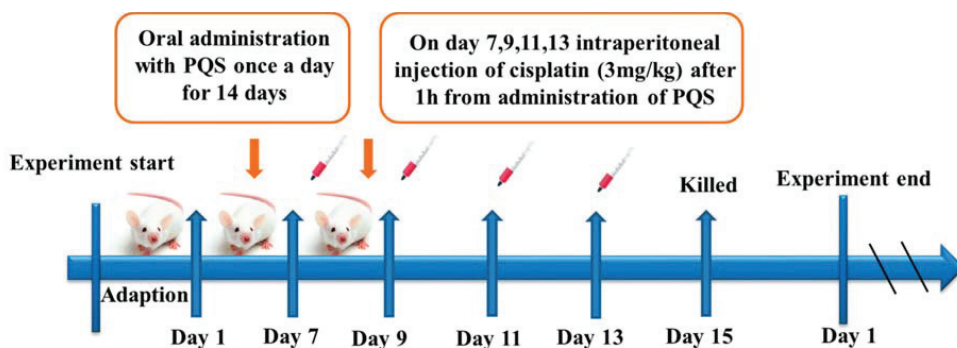 Oral administration
with PQS once a day
for 14 days
On day 7,9,11,13 intraperitoneal
injection of cisplatin (3mg/kg) after
1h from administration of PQS
Experiment start
Killed
Experiment end
Adaption
Day 1
Day 7
Day 9
Day 11
Day 13
Day 15
Day 1